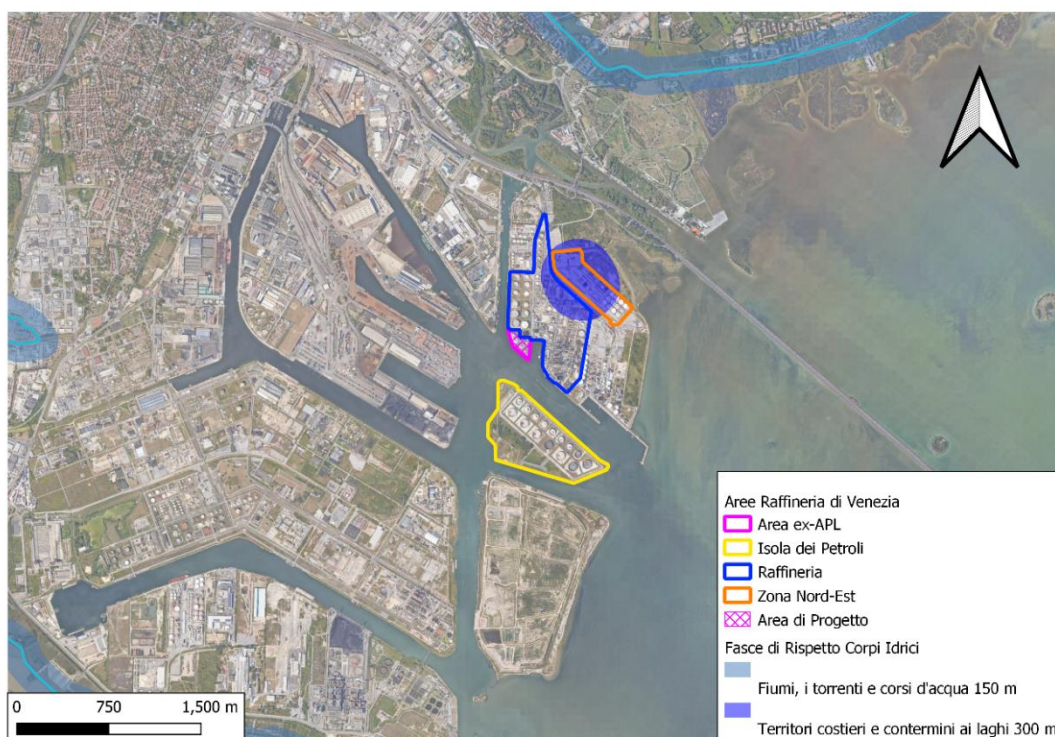 Aree Raffineria di Venezia
Area ex-APL
Isola dei Petroli
Raffineria
Zona Nord-Est
Area di Progetto
Fasce di Rispetto Corpi Idrici
Fiumi, i torrenti e corsi d'acqua 150 m
Territori costieri e contermini ai laghi 300 m
0 750 1,500 m